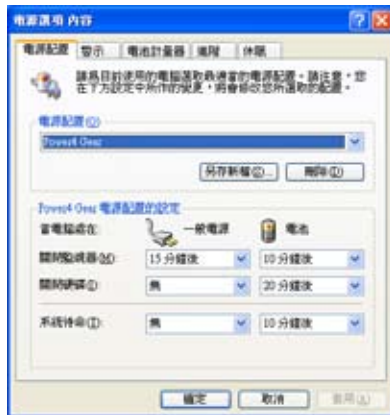 電源選項 內容
電源配置 警示 電池計量器 進階 休眠
請為目前使用的電腦選取最適當的電源配置。請注意，您
在下方設定中所作的變更，將會修改您所選取的配置。
電源配置(O)
Power4 Gear
另存新檔(C)... 刪除(D)
Power4 Gear 電源配置的設定
當電腦處在: 一般電源 電池
關閉監視器(M): 15 分鐘後 10 分鐘後
關閉硬碟(I): 無 20 分鐘後
系統待命(T): 無 10 分鐘後
確定 取消 套用(A)